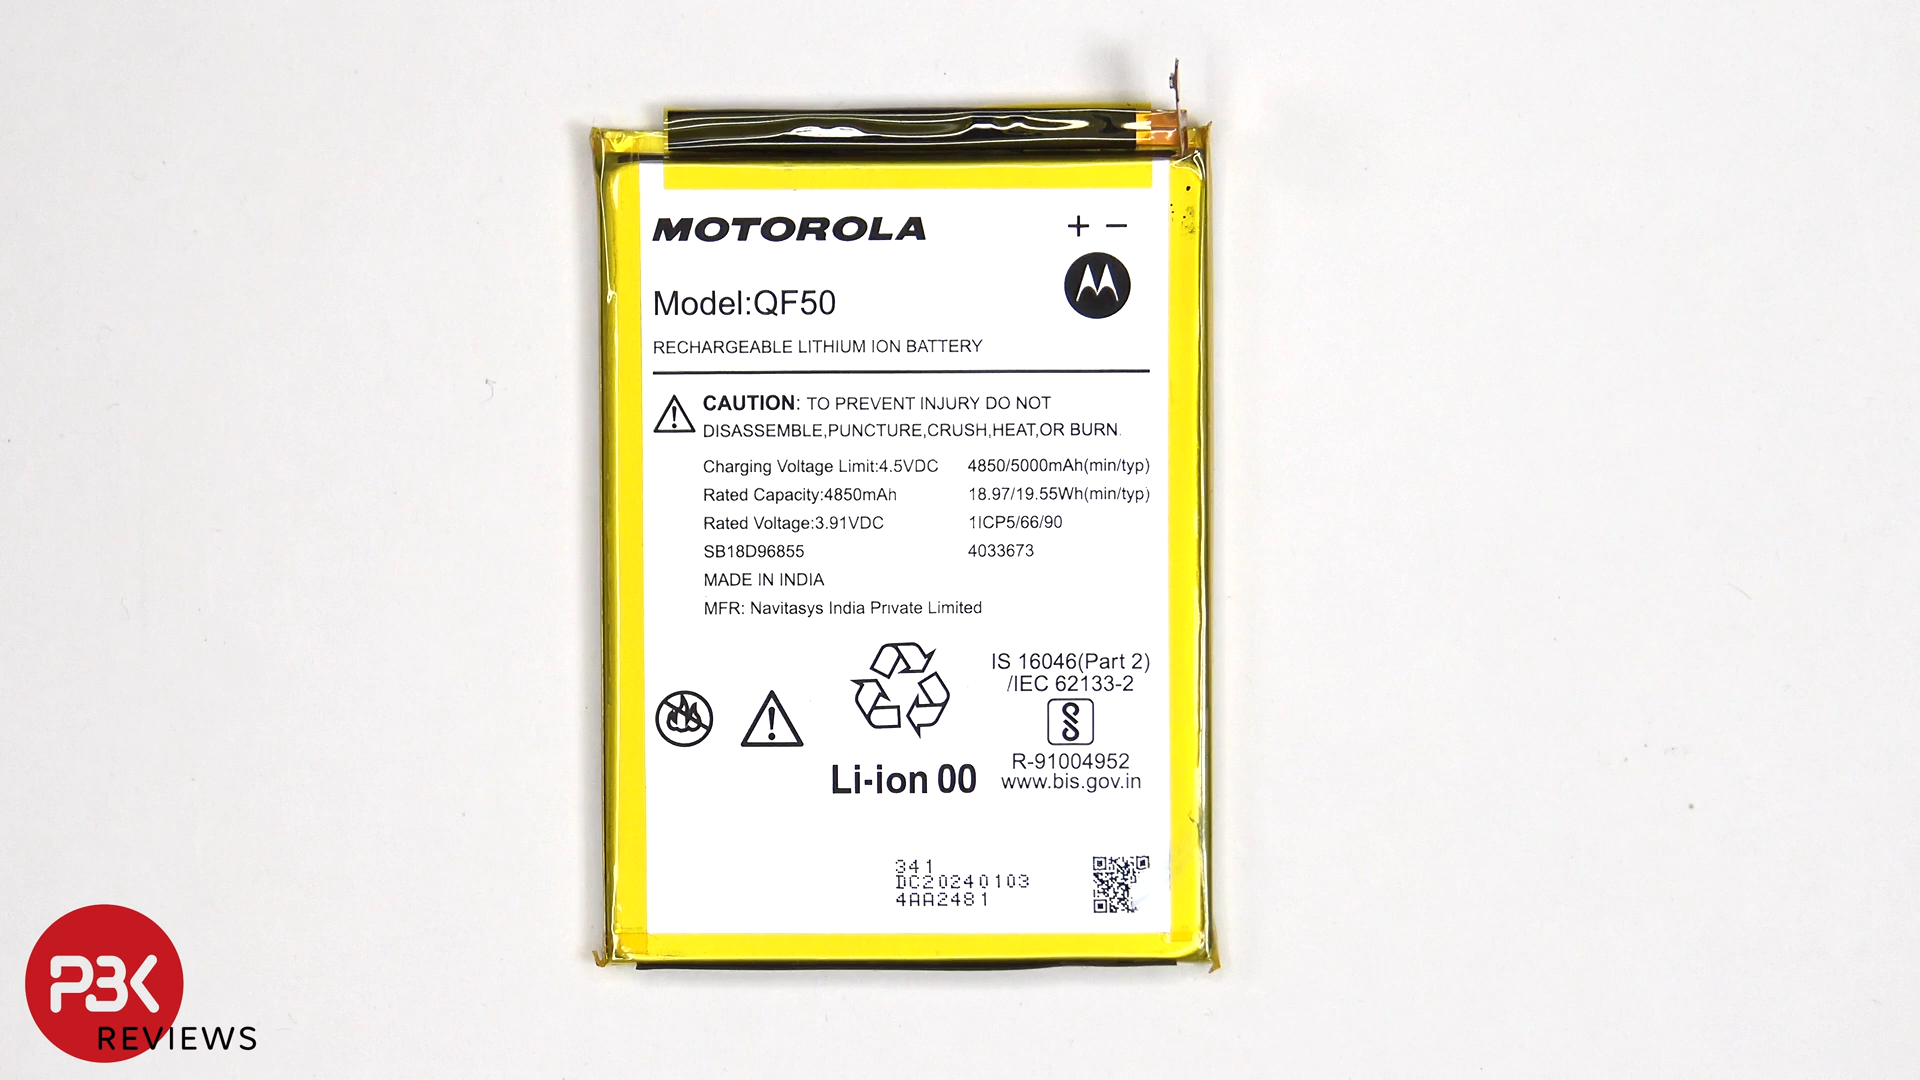 MOTOROLA
+ −
Model:QF50
RECHARGEABLE LITHIUM ION BATTERY
CAUTION: TO PREVENT INJURY DO NOT
DISASSEMBLE,PUNCTURE,CRUSH,HEAT,OR BURN.
Charging Voltage Limit:4.5VDC 4850/5000mAh(min/typ)
Rated Capacity:4850mAh 18.97/19.55Wh(min/typ)
Rated Voltage:3.91VDC 1ICP5/66/90
SB18D96855 4033673
MADE IN INDIA
MFR: Navitasys India Private Limited
IS 16046(Part 2)
/IEC 62133-2
R-91004952
www.bis.gov.in
Li-ion 00
341
DC20240103
4AA2481
PBK
REVIEWS